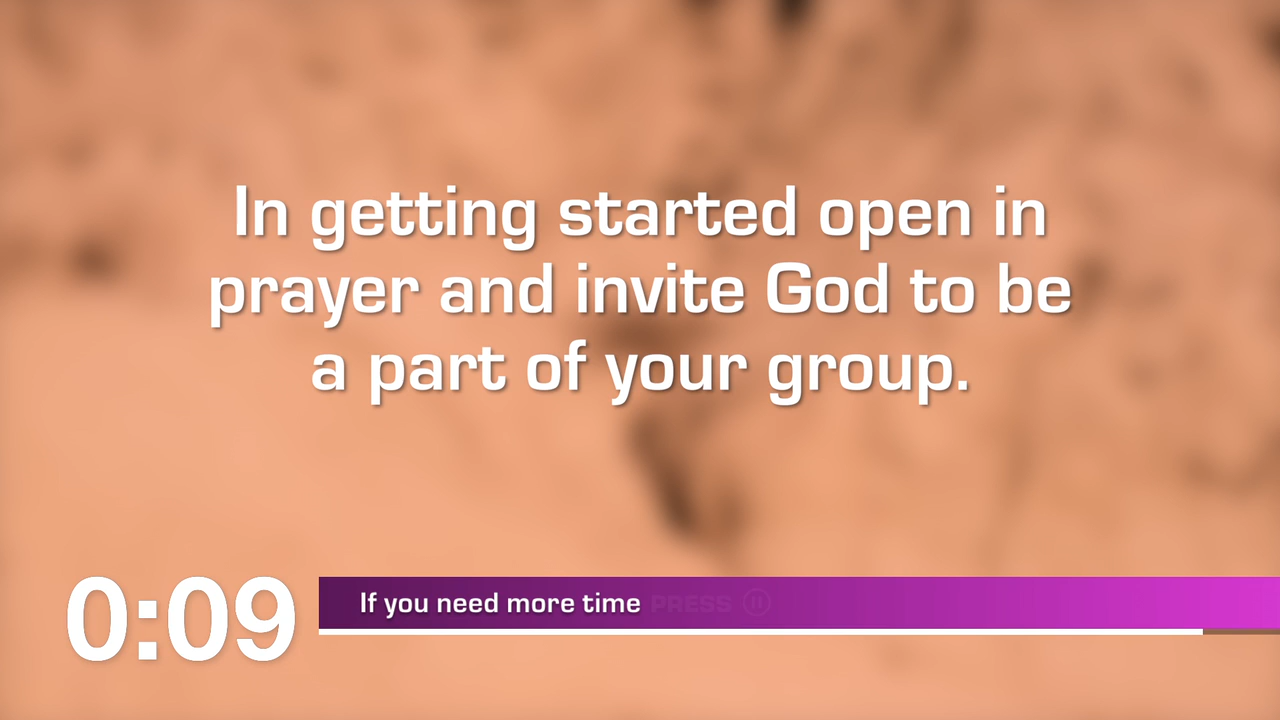 In getting started open in
prayer and invite God to be
a part of your group.
0:09
If you need more time PRESS